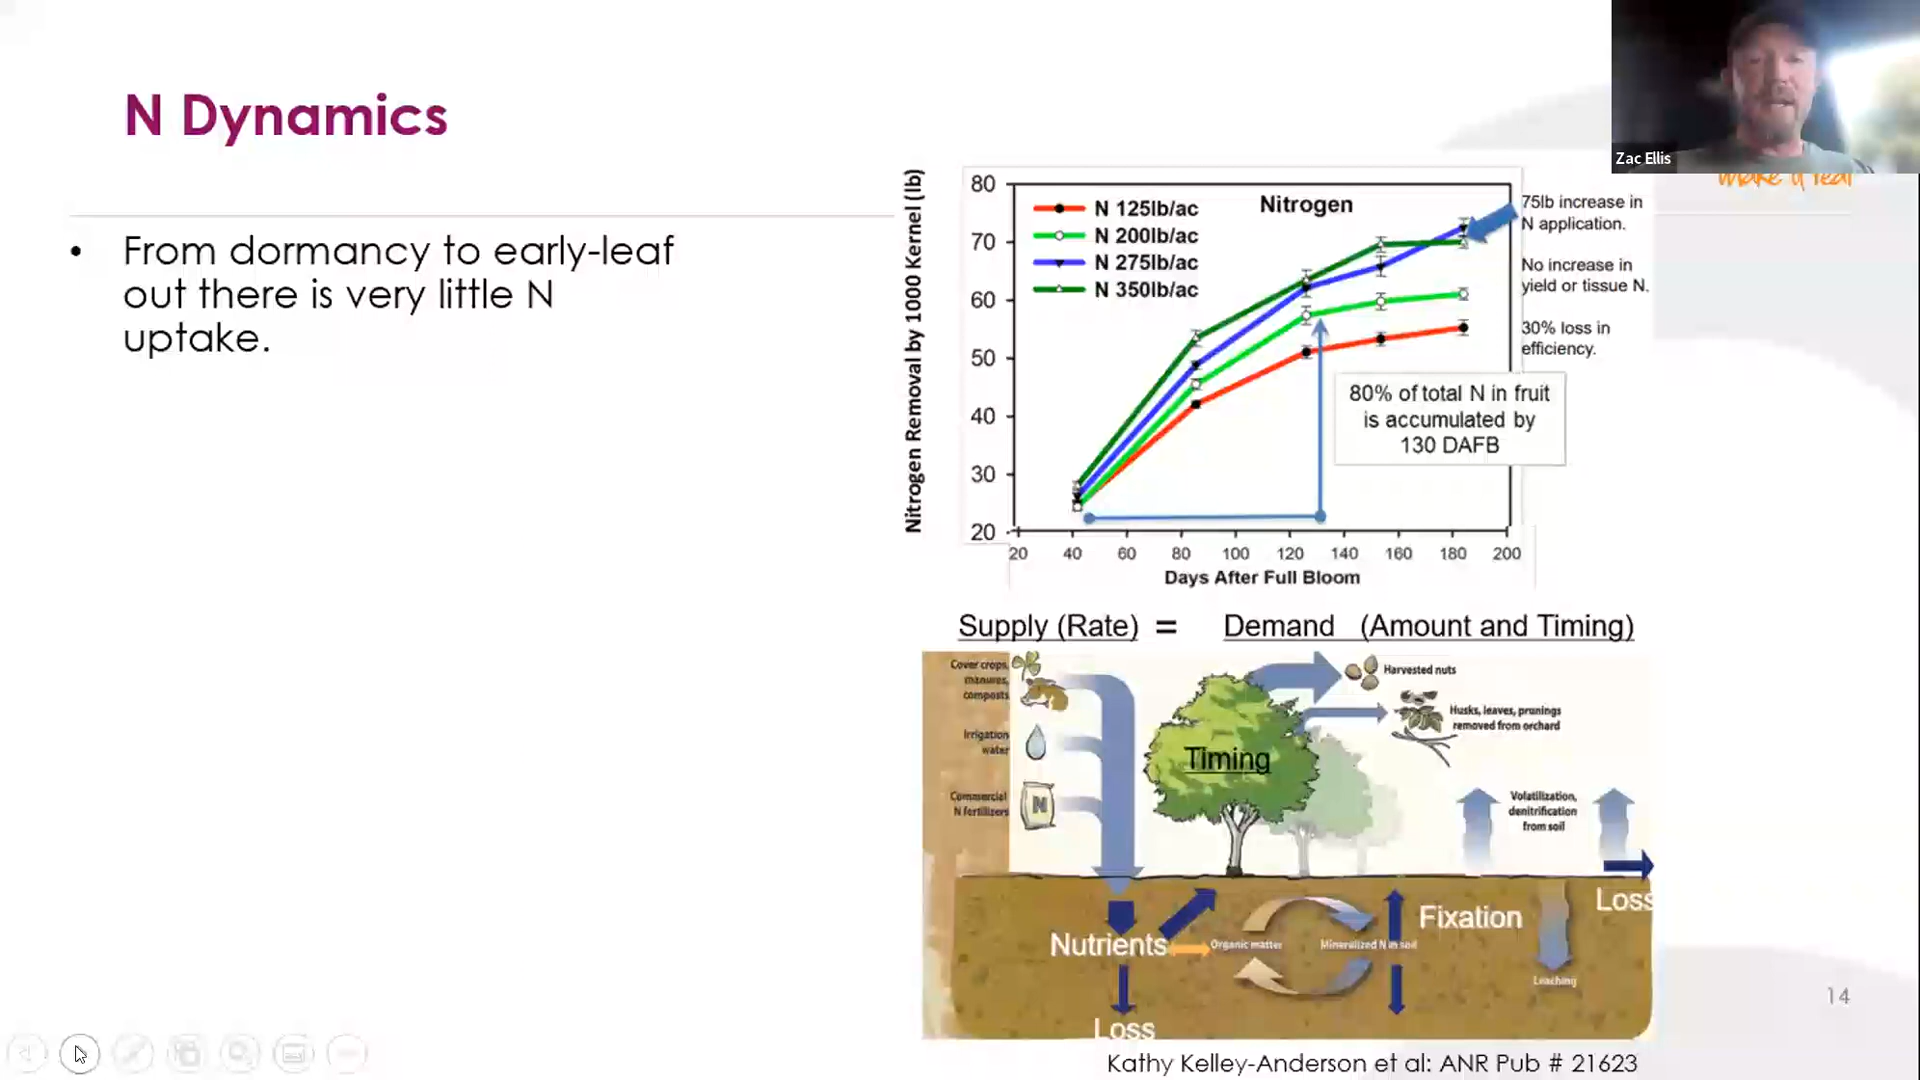 N Dynamics
Zac Ellis
make it real
• From dormancy to early-leaf
out there is very little N
uptake.
Nitrogen Removal by 1000 Kernel (lb)
80
70
60
50
40
30
20
Nitrogen
N 125lb/ac
N 200lb/ac
N 275lb/ac
N 350lb/ac
75lb increase in
N application.
No increase in
yield or tissue N.
30% loss in
efficiency.
80% of total N in fruit
is accumulated by
130 DAFB
20 40 60 80 100 120 140 160 180 200
Days After Full Bloom
Supply (Rate) = Demand (Amount and Timing)
Cover crops,
manures,
composts
Irrigation
water
Commercial
N fertilizers
N
Timing
Harvested nuts
Husks, leaves, prunings
removed from orchard
Volatilization,
denitrification
from soil
Loss
Nutrients
Organic matter
Mineralized N in soil
Fixation
Leaching
Loss
14
Kathy Kelley-Anderson et al: ANR Pub # 21623